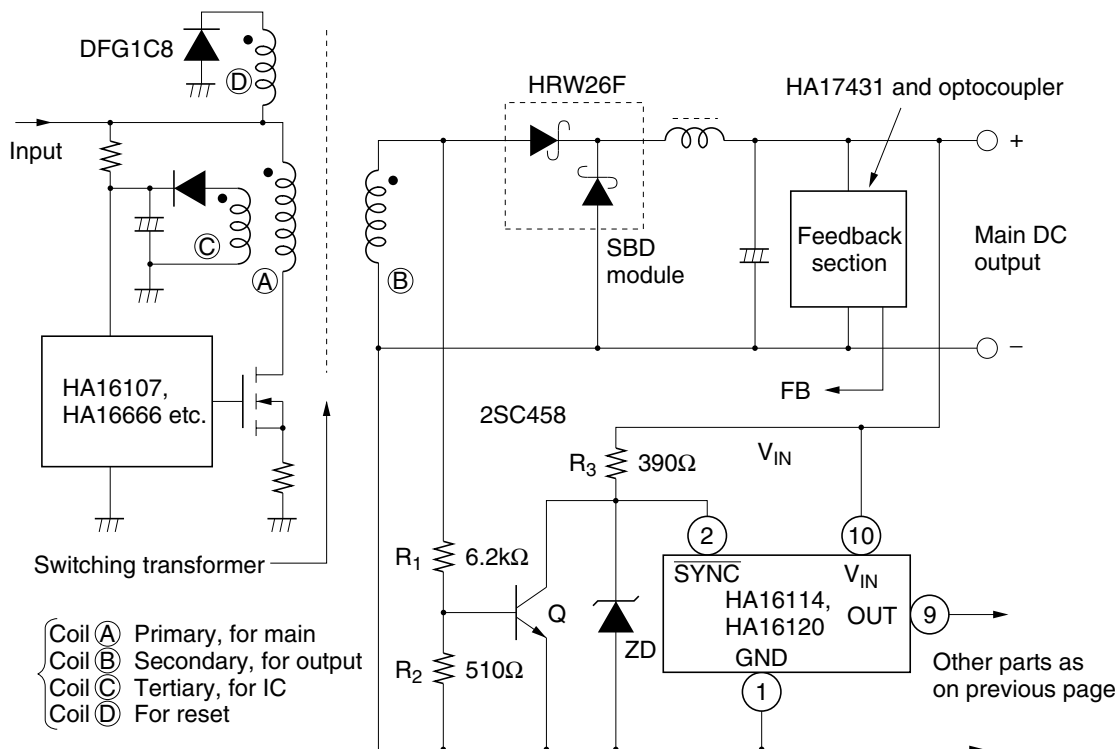 DFG1C8
D
HRW26F
HA17431 and optocoupler
Input
+
C
A
B
SBD
module
Feedback
section
Main DC
output
−
HA16107,
HA16666 etc.
FB
2SC458
R3 390Ω
VIN
2
10
Switching transformer
R1 6.2kΩ
SYNC
VIN
Q
HA16114,
HA16120
OUT
9
ZD
Coil A Primary, for main
Coil B Secondary, for output
Coil C Tertiary, for IC
Coil D For reset
R2 510Ω
GND
1
Other parts as
on previous page